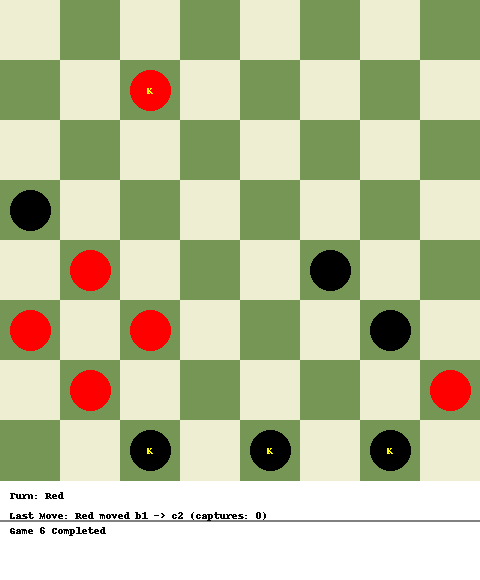 K
K K K
Turn: Red
Last Move: Red moved b1 -> c2 (captures: 0)
Game 6 Completed